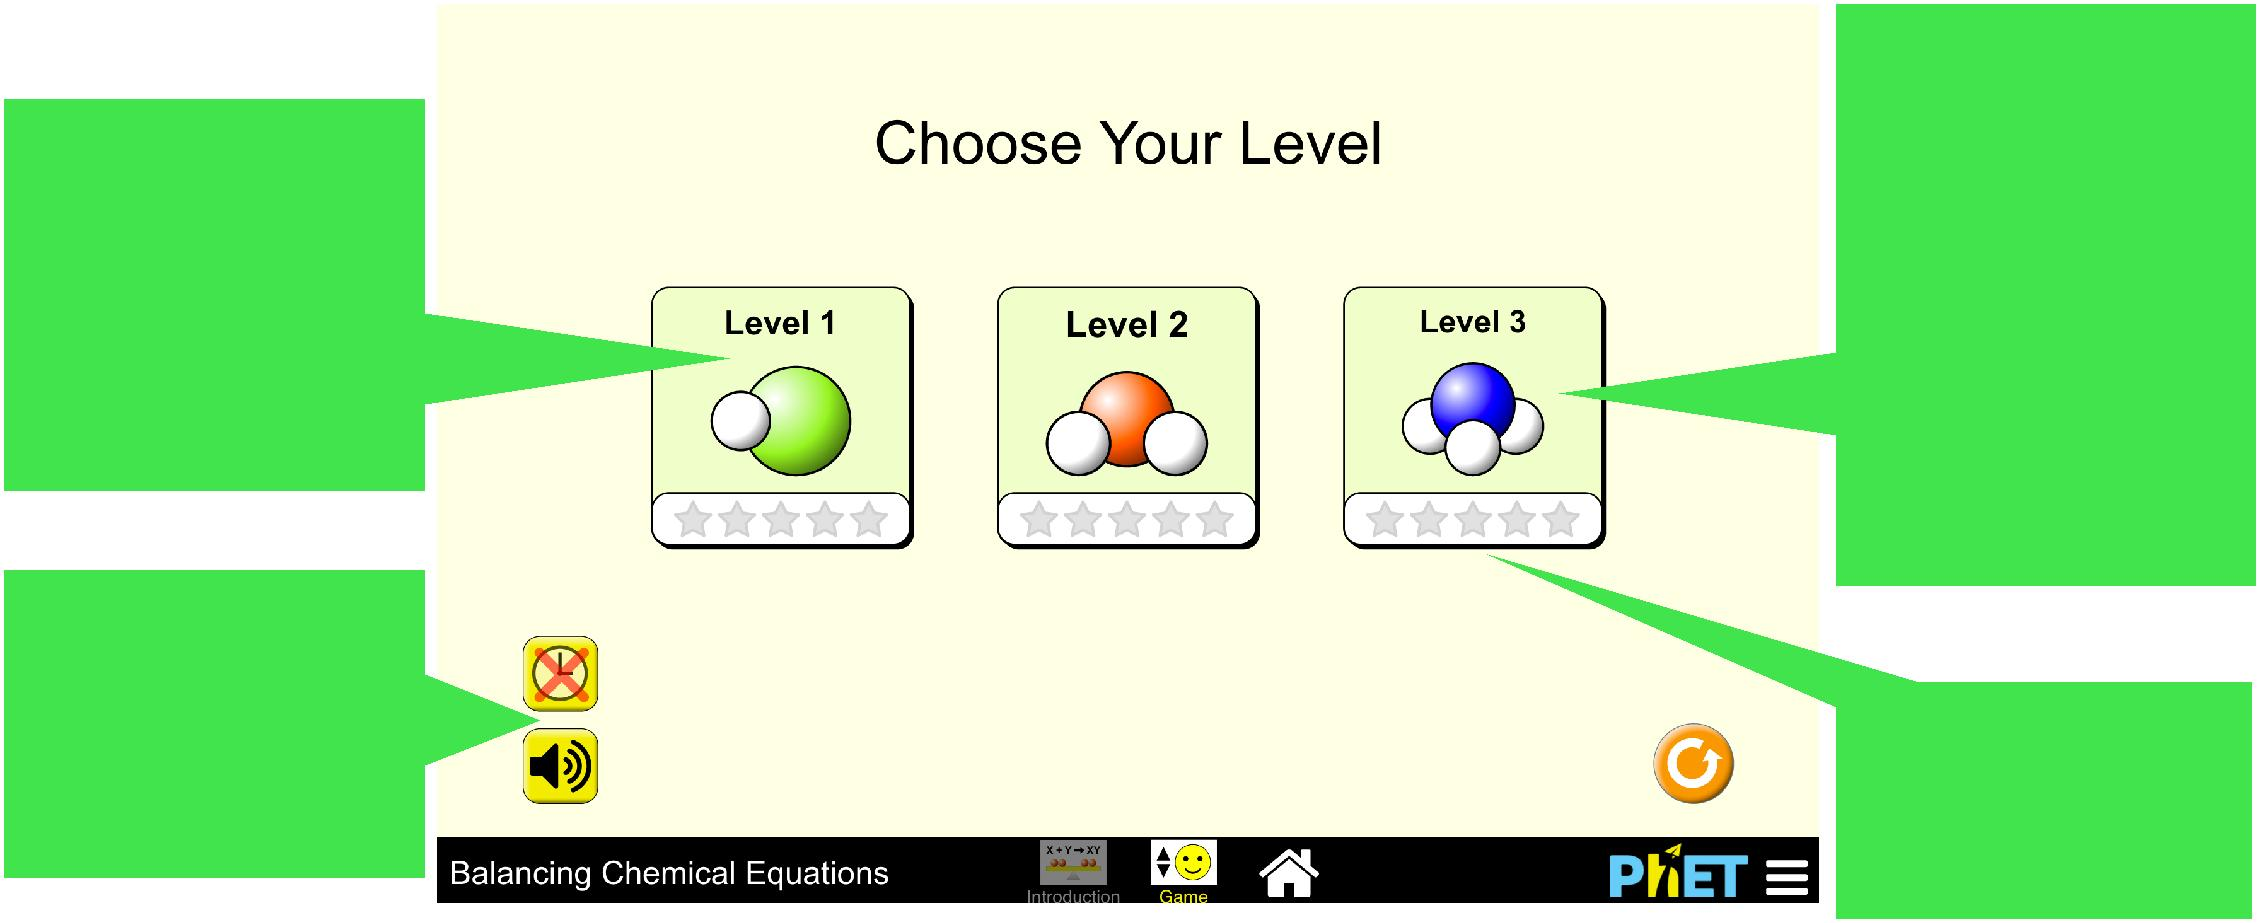 Choose Your Level
Level 1
Level 2
Level 3
X + Y → XY
Balancing Chemical Equations
Introduction
Game
PhET